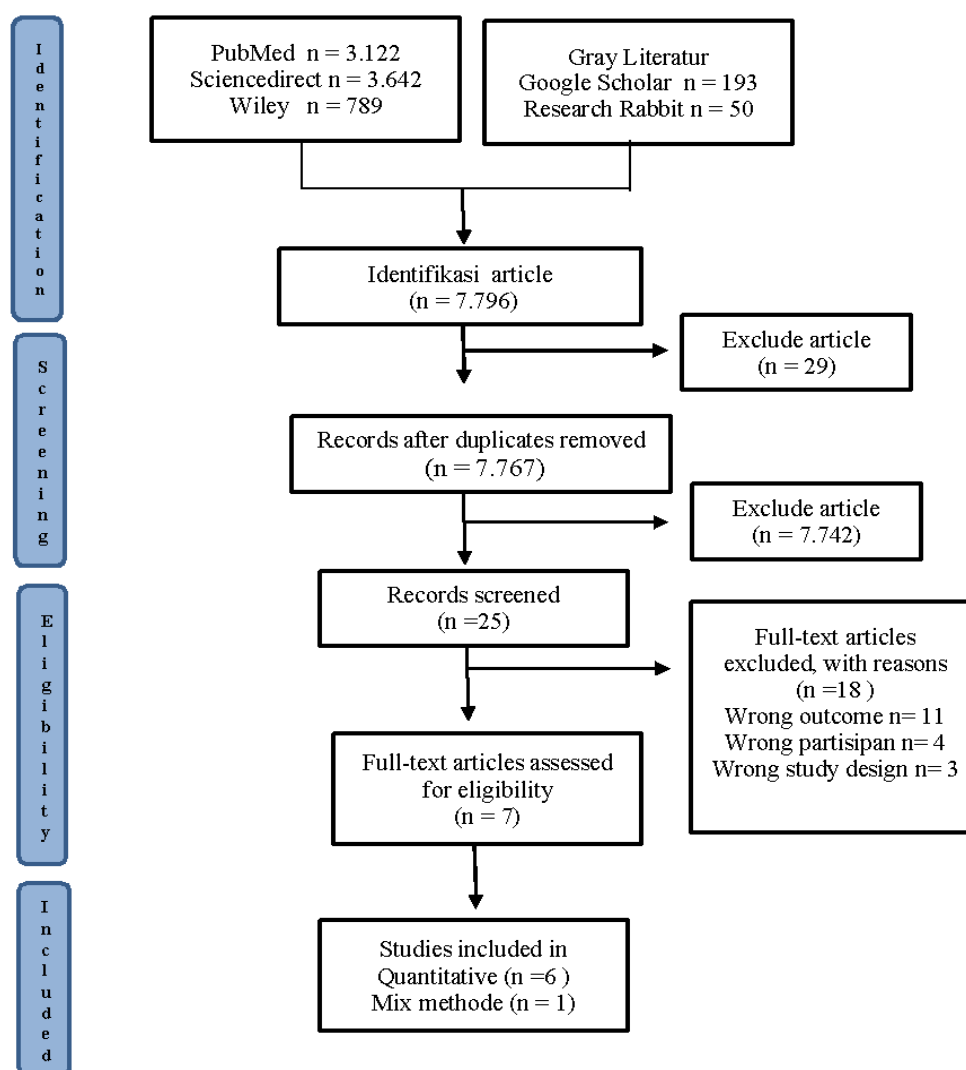 Identification
PubMed n = 3.122
Sciencedirect n = 3.642
Wiley n = 789
Gray Literatur
Google Scholar n = 193
Research Rabbit n = 50
Identifikasi article
(n = 7.796)
Screening
Exclude article
(n = 29)
Records after duplicates removed
(n = 7.767)
Exclude article
(n = 7.742)
Records screened
(n =25)
Eligibility
Full-text articles
excluded, with reasons
(n =18 )
Wrong outcome n= 11
Wrong partisipan n= 4
Wrong study design n= 3
Full-text articles assessed
for eligibility
(n = 7)
Included
Studies included in
Quantitative (n =6 )
Mix methode (n = 1)